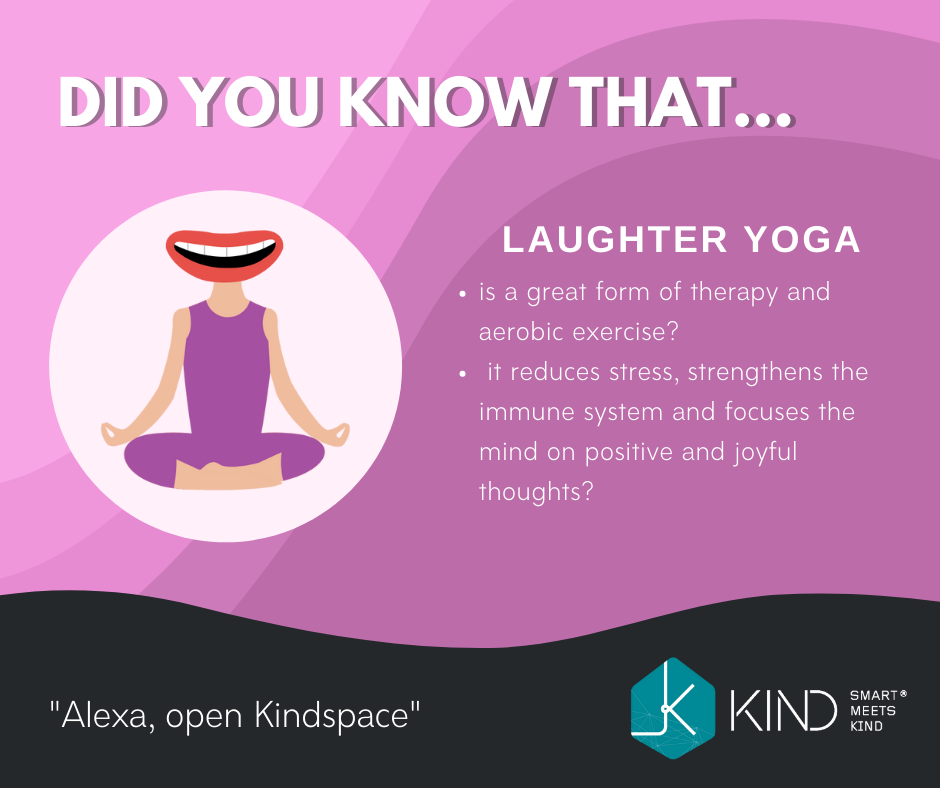 DID YOU KNOW THAT...
LAUGHTER YOGA
• is a great form of therapy and
aerobic exercise?
• it reduces stress, strengthens the
immune system and focuses the
mind on positive and joyful
thoughts?
"Alexa, open Kindspace"
KIND
SMART®
MEETS
KIND